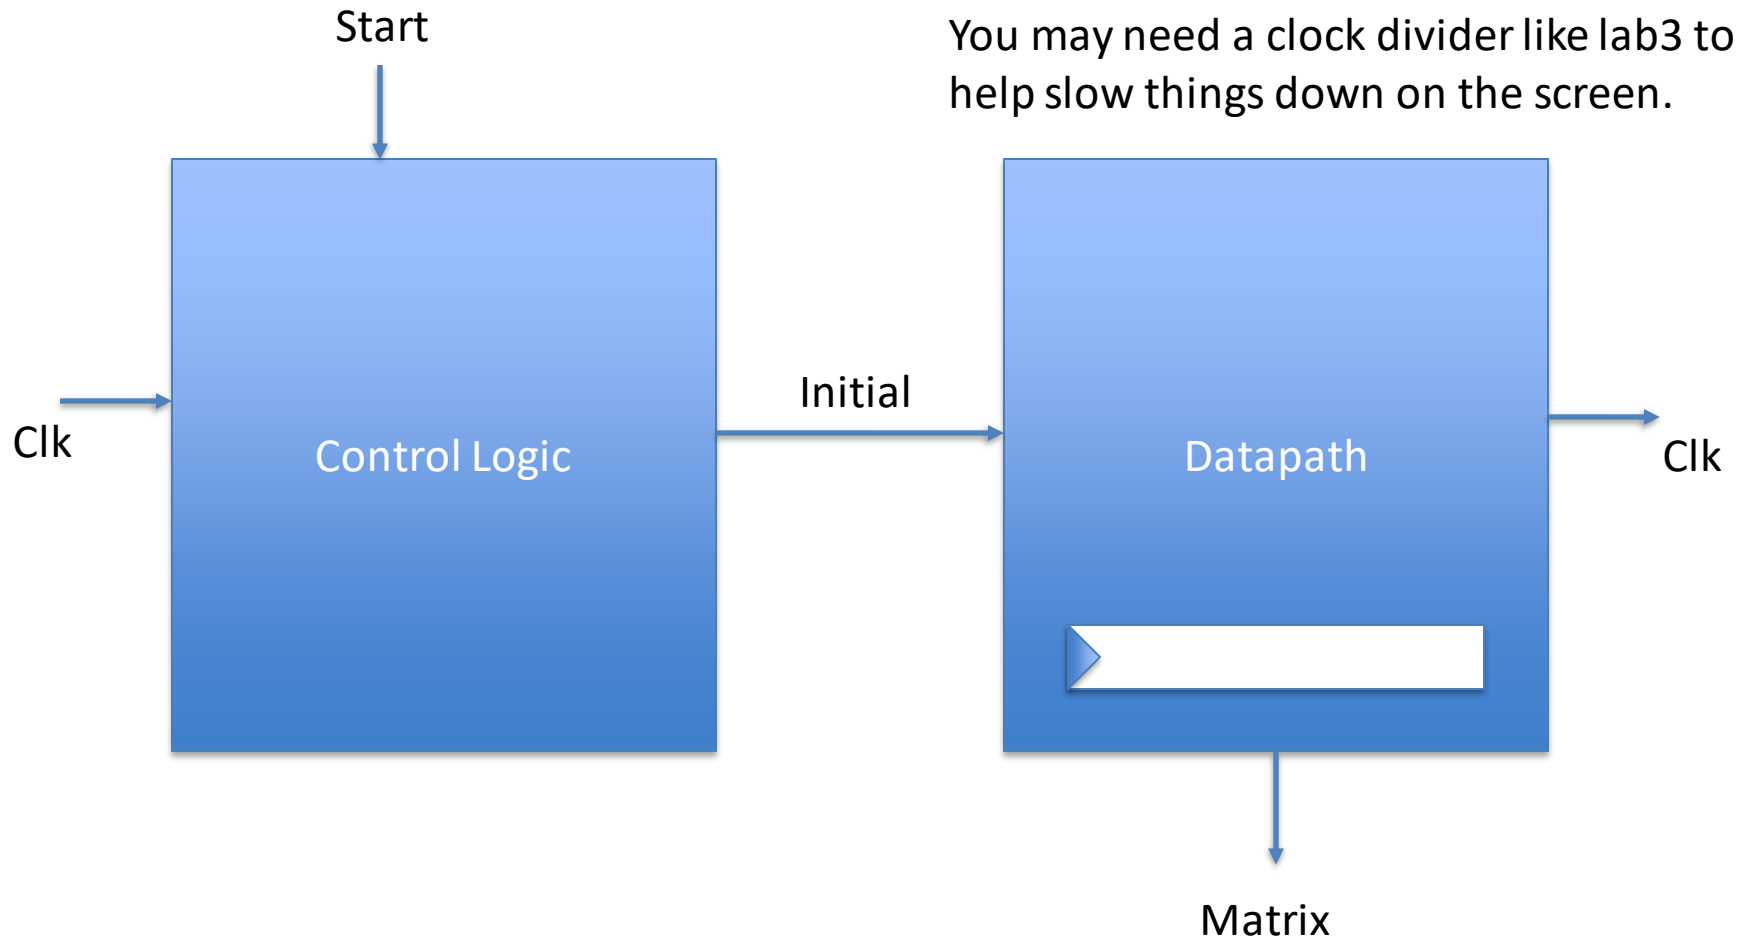 Start
You may need a clock divider like lab3 to
help slow things down on the screen.
Initial
Clk
Control Logic
Datapath
Clk
Matrix